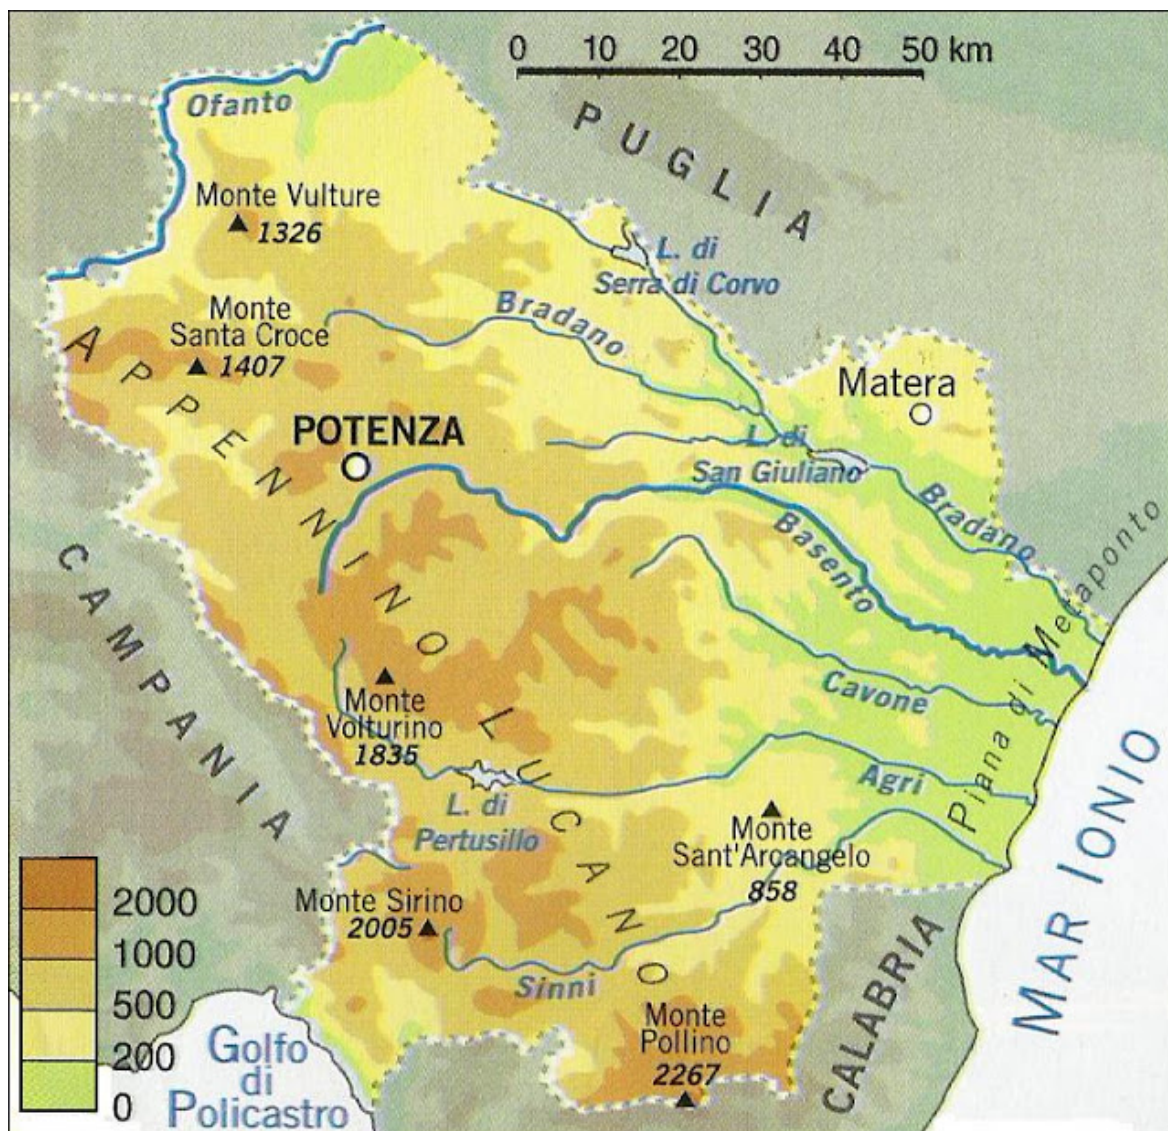 0 10 20 30 40 50 km
Ofanto
PUGLIA
Monte Vulture
1326
L. di
Serra di Corvo
Monte
Santa Croce
1407
Bradano
Matera
APPENNINO LUCANO
POTENZA
L. di
San Giuliano
Bradano
Basento
CAMPANIA
Piana di Metaponto
Monte
Volturino
1835
Cavone
Agri
L. di
Pertusillo
Monte
Sant'Arcangelo
858
MAR IONIO
Monte Sirino
2005
Sinni
CALABRIA
Monte
Pollino
2267
2000
1000
500
200
0
Golfo
di
Policastro